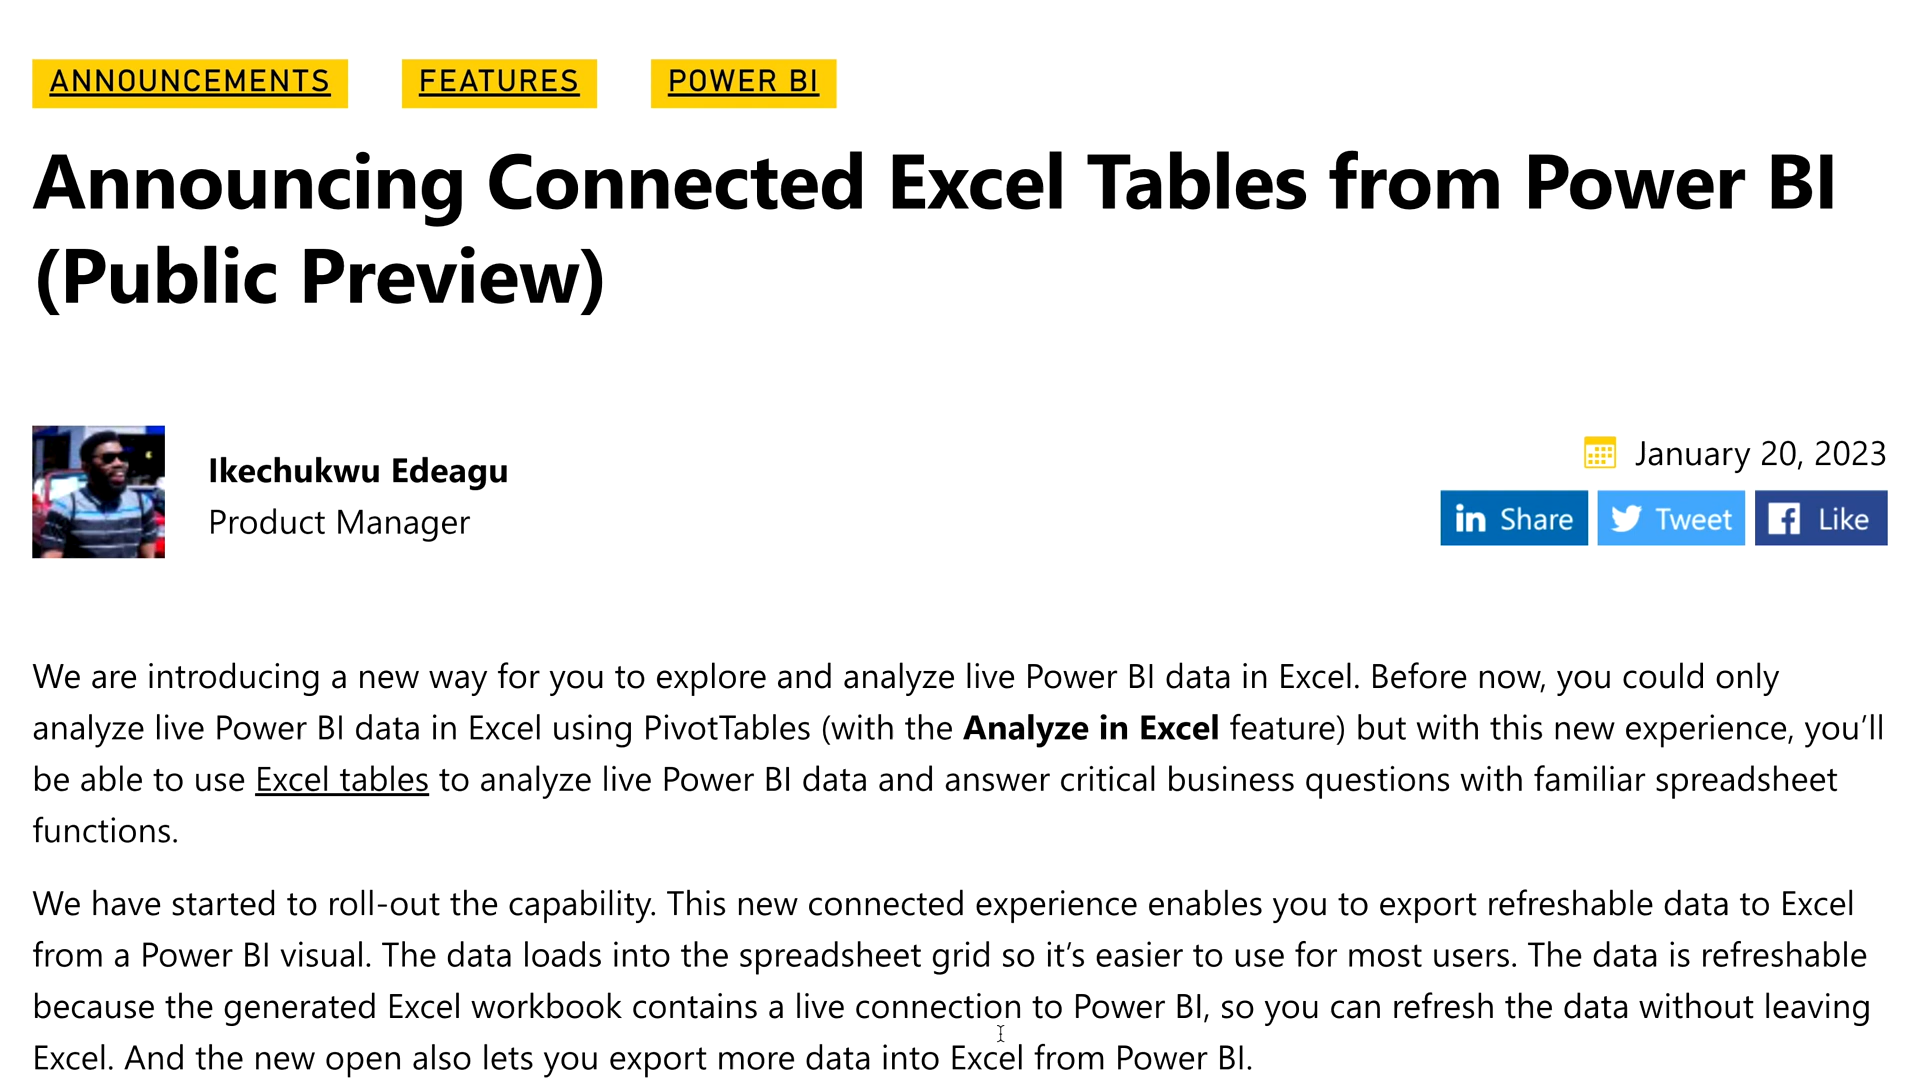 ANNOUNCEMENTS FEATURES POWER BI
Announcing Connected Excel Tables from Power BI
(Public Preview)
Ikechukwu Edeagu
Product Manager
January 20, 2023
in Share Tweet Like
We are introducing a new way for you to explore and analyze live Power BI data in Excel. Before now, you could only
analyze live Power BI data in Excel using PivotTables (with the Analyze in Excel feature) but with this new experience, you’ll
be able to use Excel tables to analyze live Power BI data and answer critical business questions with familiar spreadsheet
functions.
We have started to roll-out the capability. This new connected experience enables you to export refreshable data to Excel
from a Power BI visual. The data loads into the spreadsheet grid so it’s easier to use for most users. The data is refreshable
because the generated Excel workbook contains a live connection to Power BI, so you can refresh the data without leaving
Excel. And the new open also lets you export more data into Excel from Power BI.